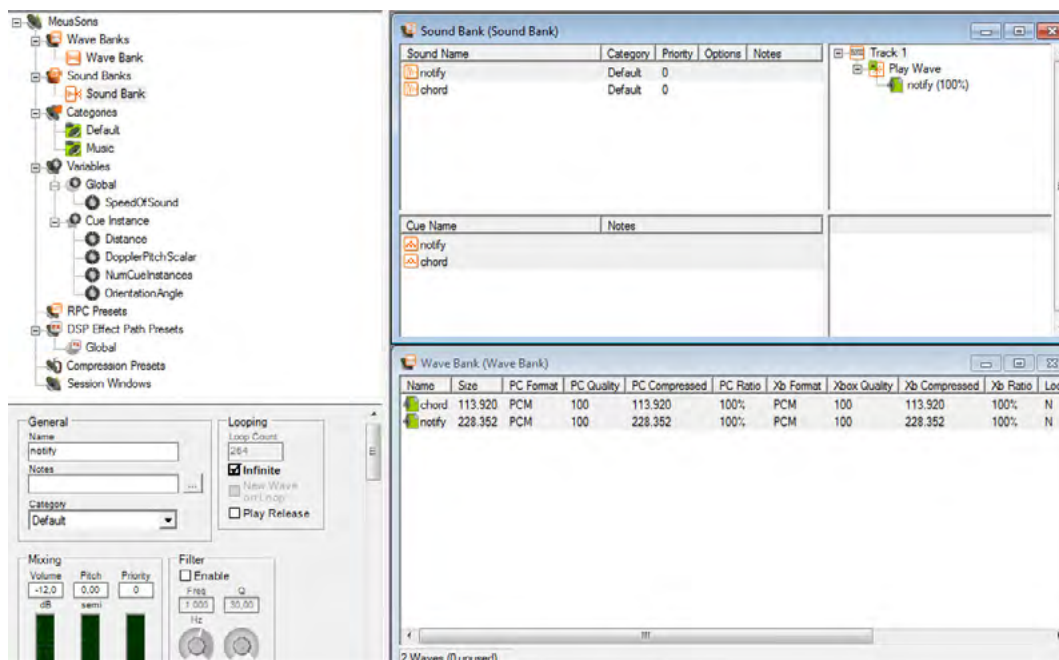 MeusSons
Wave Banks
Wave Bank
Sound Banks
Sound Bank
Categories
Default
Music
Variables
Global
SpeedOfSound
Cue Instance
Distance
DopplerPitchScalar
NumCueInstances
OrientationAngle
RPC Presets
DSP Effect Path Presets
Global
Compression Presets
Session Windows
General
Name
notify
Notes
...
Category
Default
Looping
Loop Count
264
Infinite
New Wave
on Loop
Play Release
Mixing
Volume Pitch Priority
-12,0 0,00 0
dB semi
Filter
Enable
Freq Q
1.000 30,00
Hz
Sound Bank (Sound Bank)
Sound Name Category Priority Options Notes
notify Default 0
chord Default 0
Track 1
Play Wave
notify (100%)
Cue Name Notes
notify
chord
Wave Bank (Wave Bank)
Name Size PC Format PC Quality PC Compressed PC Ratio Xb Format Xbox Quality Xb Compressed Xb Ratio Loo
chord 113.920 PCM 100 113.920 100% PCM 100 113.920 100% N
notify 228.352 PCM 100 228.352 100% PCM 100 228.352 100% N
2 Waves (0 unused)